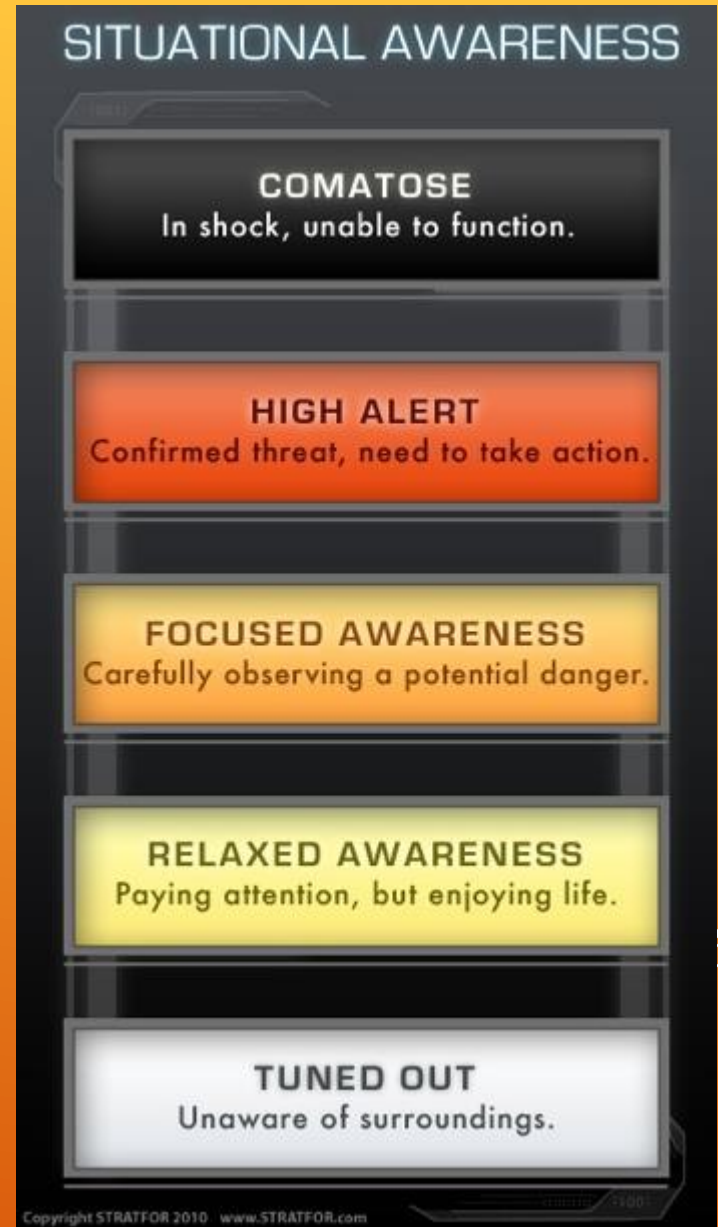 SITUATIONAL AWARENESS
COMATOSE
In shock, unable to function.
HIGH ALERT
Confirmed threat, need to take action.
FOCUSED AWARENESS
Carefully observing a potential danger.
RELAXED AWARENESS
Paying attention, but enjoying life.
TUNED OUT
Unaware of surroundings.
Copyright STRATFOR 2010 www.STRATFOR.com